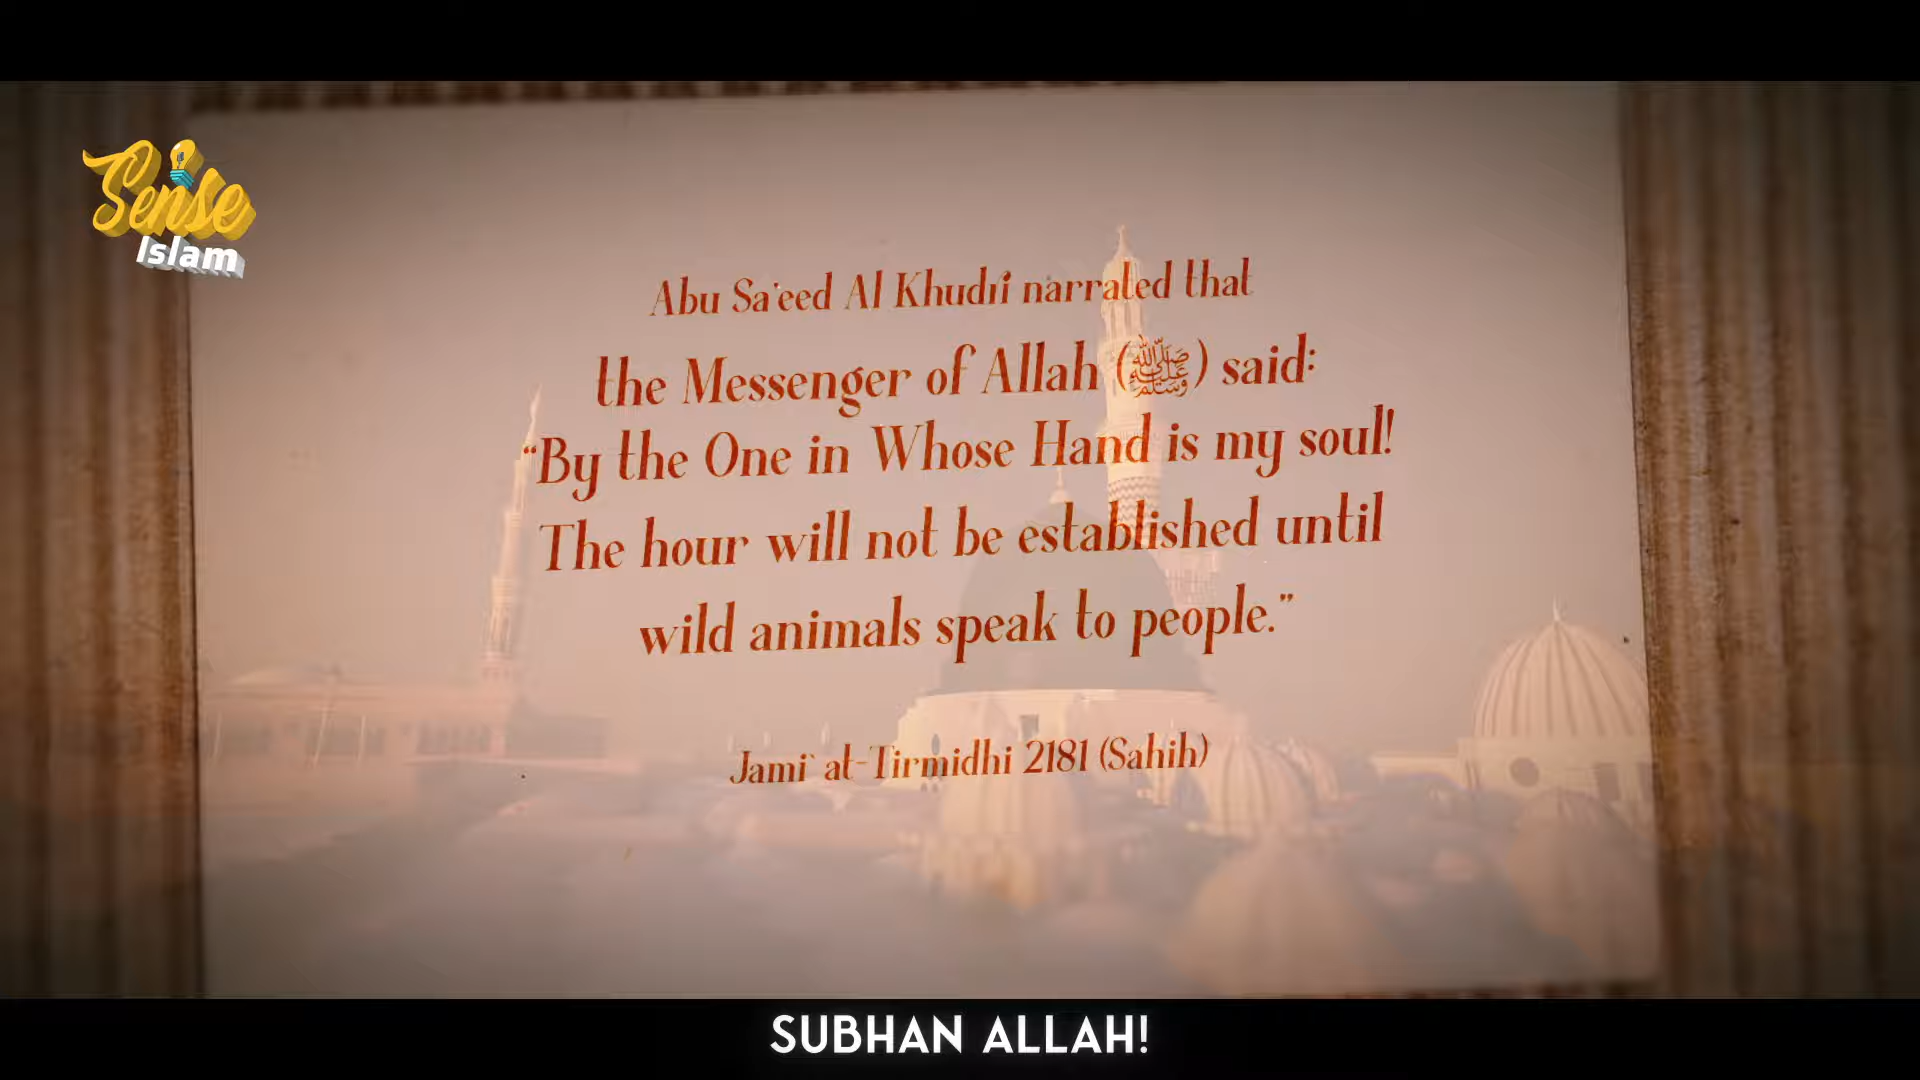 Sense
Islam
Abu Sa'eed Al Khudri narrated that
the Messenger of Allah (ﷺ) said:
“By the One in Whose Hand is my soul!
The hour will not be established until
wild animals speak to people.”
Jami` at-Tirmidhi 2181 (Sahih)
SUBHAN ALLAH!